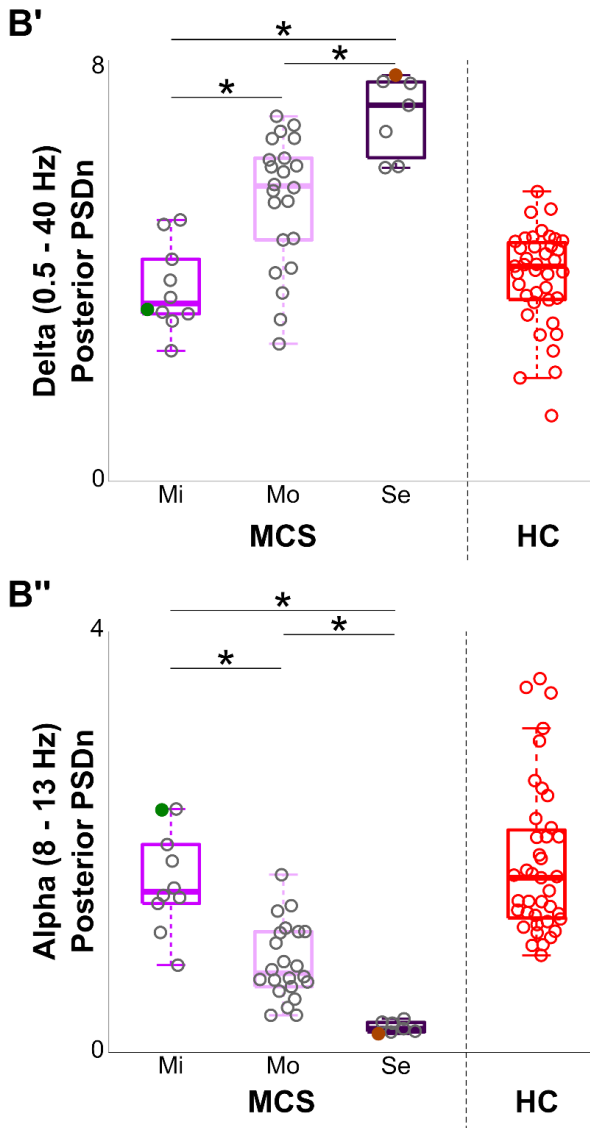 B'
*
*
*
8
Delta (0.5 - 40 Hz)
Posterior PSDn
0
Mi Mo Se
MCS HC
B"
*
*
*
4
Alpha (8 - 13 Hz)
Posterior PSDn
0
Mi Mo Se
MCS HC